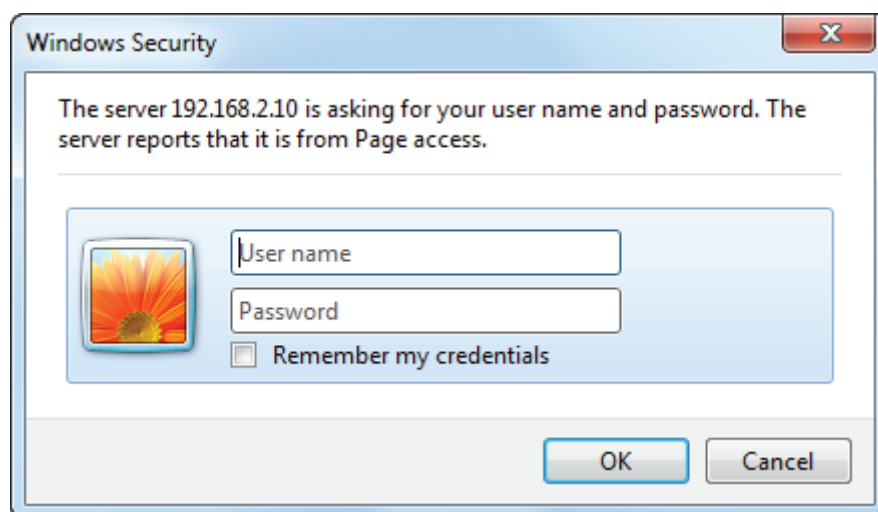 Windows Security
The server 192.168.2.10 is asking for your user name and password. The
server reports that it is from Page access.
User name
Password
Remember my credentials
OK
Cancel